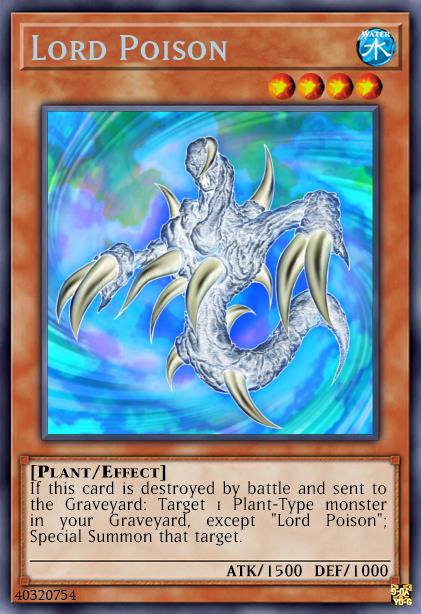 Lord Poison
WATER
水
[Plant/Effect]
If this card is destroyed by battle and sent to
the Graveyard: Target 1 Plant-Type monster
in your Graveyard, except "Lord Poison";
Special Summon that target.
ATK/1500 DEF/1000
40320754